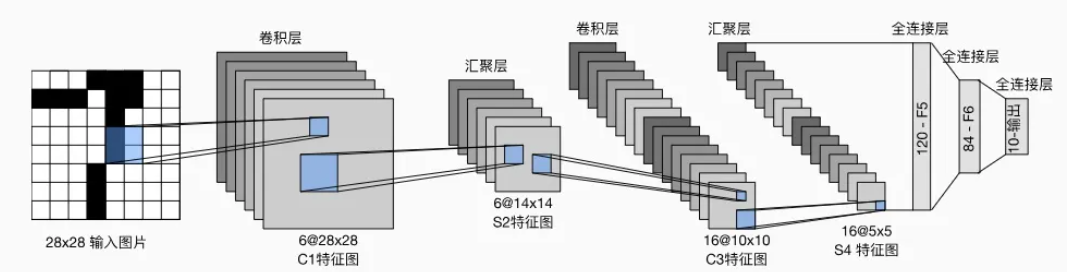 卷积层
汇聚层
卷积层
汇聚层
全连接层
全连接层
全连接层
28x28 输入图片
6@28x28
C1特征图
6@14x14
S2特征图
16@10x10
C3特征图
16@5x5
S4 特征图
120 - F5
84 - F6
10-输出